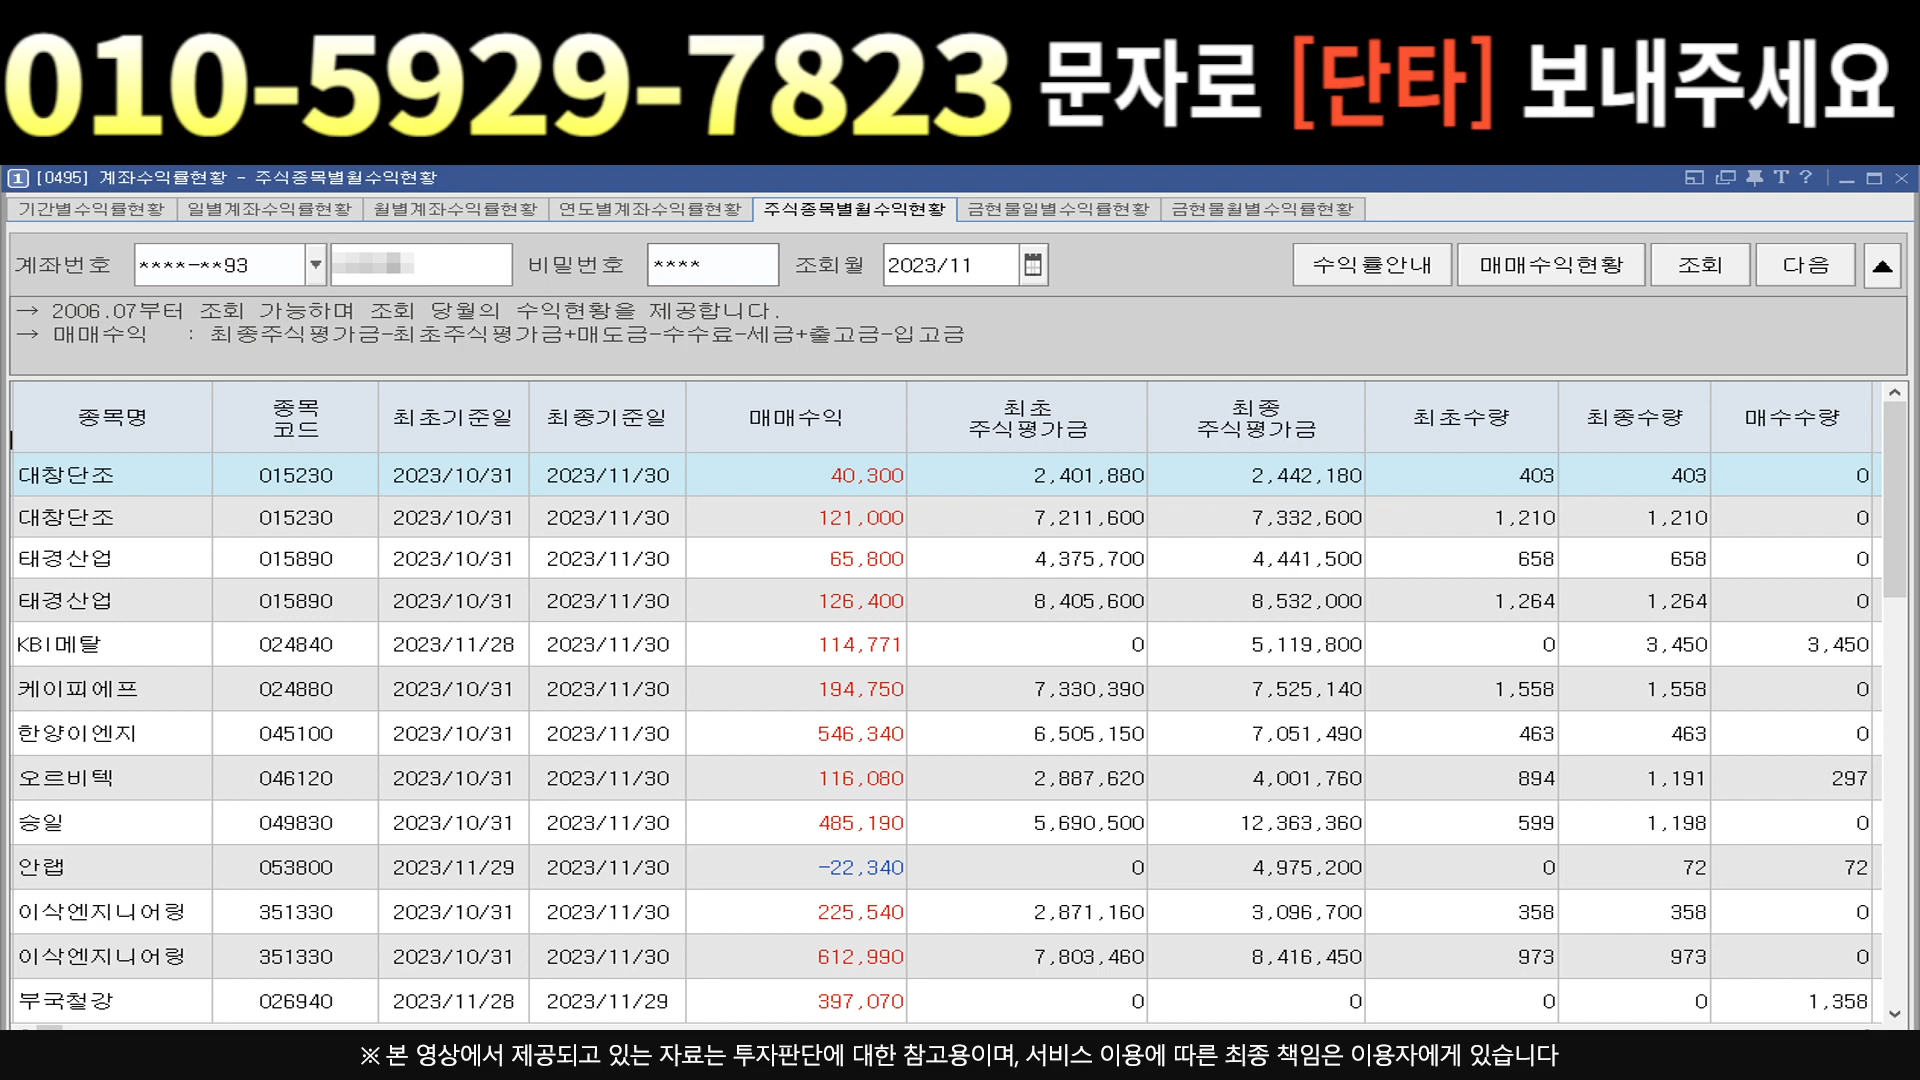 010-5929-7823 문자로 [단타] 보내주세요
1 [0495] 계좌수익률현황 - 주식종목별월수익현황
기간별수익률현황 일별계좌수익률현황 월별계좌수익률현황 연도별계좌수익률현황 주식종목별월수익현황 금현물일별수익률현황 금현물월별수익률현황
계좌번호 ****-**93 비밀번호 **** 조회월 2023/11 수익률안내 매매수익현황 조회 다음
→ 2006.07부터 조회 가능하며 조회 당월의 수익현황을 제공합니다.
→ 매매수익 : 최종주식평가금-최초주식평가금+매도금-수수료-세금+출고금-입고금
종목명 종목코드 최초기준일 최종기준일 매매수익 최초주식평가금 최종주식평가금 최초수량 최종수량 매수수량
대창단조 015230 2023/10/31 2023/11/30 40,300 2,401,880 2,442,180 403 403 0
대창단조 015230 2023/10/31 2023/11/30 121,000 7,211,600 7,332,600 1,210 1,210 0
태경산업 015890 2023/10/31 2023/11/30 65,800 4,375,700 4,441,500 658 658 0
태경산업 015890 2023/10/31 2023/11/30 126,400 8,405,600 8,532,000 1,264 1,264 0
KBI메탈 024840 2023/11/28 2023/11/30 114,771 0 5,119,800 0 3,450 3,450
케이피에프 024880 2023/10/31 2023/11/30 194,750 7,330,390 7,525,140 1,558 1,558 0
한양이엔지 045100 2023/10/31 2023/11/30 546,340 6,505,150 7,051,490 463 463 0
오르비텍 046120 2023/10/31 2023/11/30 116,080 2,887,620 4,001,760 894 1,191 297
승일 049830 2023/10/31 2023/11/30 485,190 5,690,500 12,363,360 599 1,198 0
안랩 053800 2023/11/29 2023/11/30 -22,340 0 4,975,200 0 72 72
이삭엔지니어링 351330 2023/10/31 2023/11/30 225,540 2,871,160 3,096,700 358 358 0
이삭엔지니어링 351330 2023/10/31 2023/11/30 612,990 7,803,460 8,416,450 973 973 0
부국철강 026940 2023/11/28 2023/11/29 397,070 0 0 0 0 1,358
※ 본 영상에서 제공되고 있는 자료는 투자판단에 대한 참고용이며, 서비스 이용에 따른 최종 책임은 이용자에게 있습니다